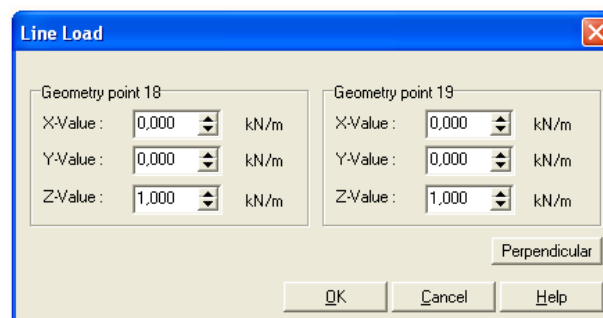 Line Load
Geometry point 18
X-Value : 0,000 kN/m
Y-Value : 0,000 kN/m
Z-Value : 1,000 kN/m
Geometry point 19
X-Value : 0,000 kN/m
Y-Value : 0,000 kN/m
Z-Value : 1,000 kN/m
Perpendicular
OK Cancel Help